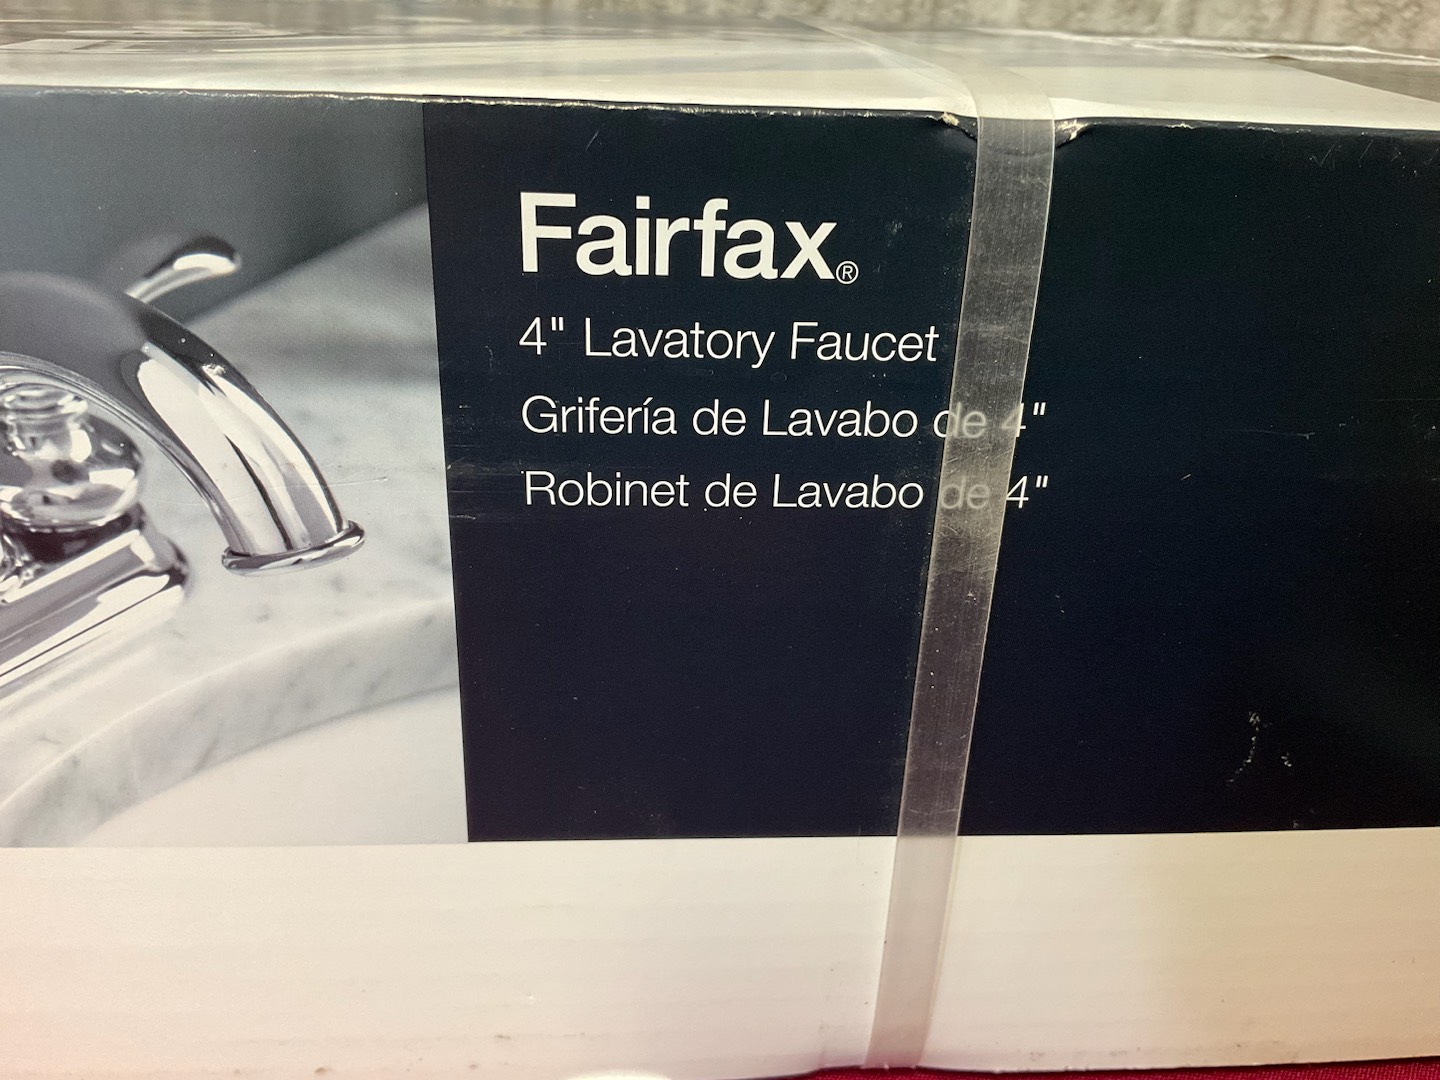 Fairfax®
4" Lavatory Faucet
Grifería de Lavabo de 4"
Robinet de Lavabo de 4"